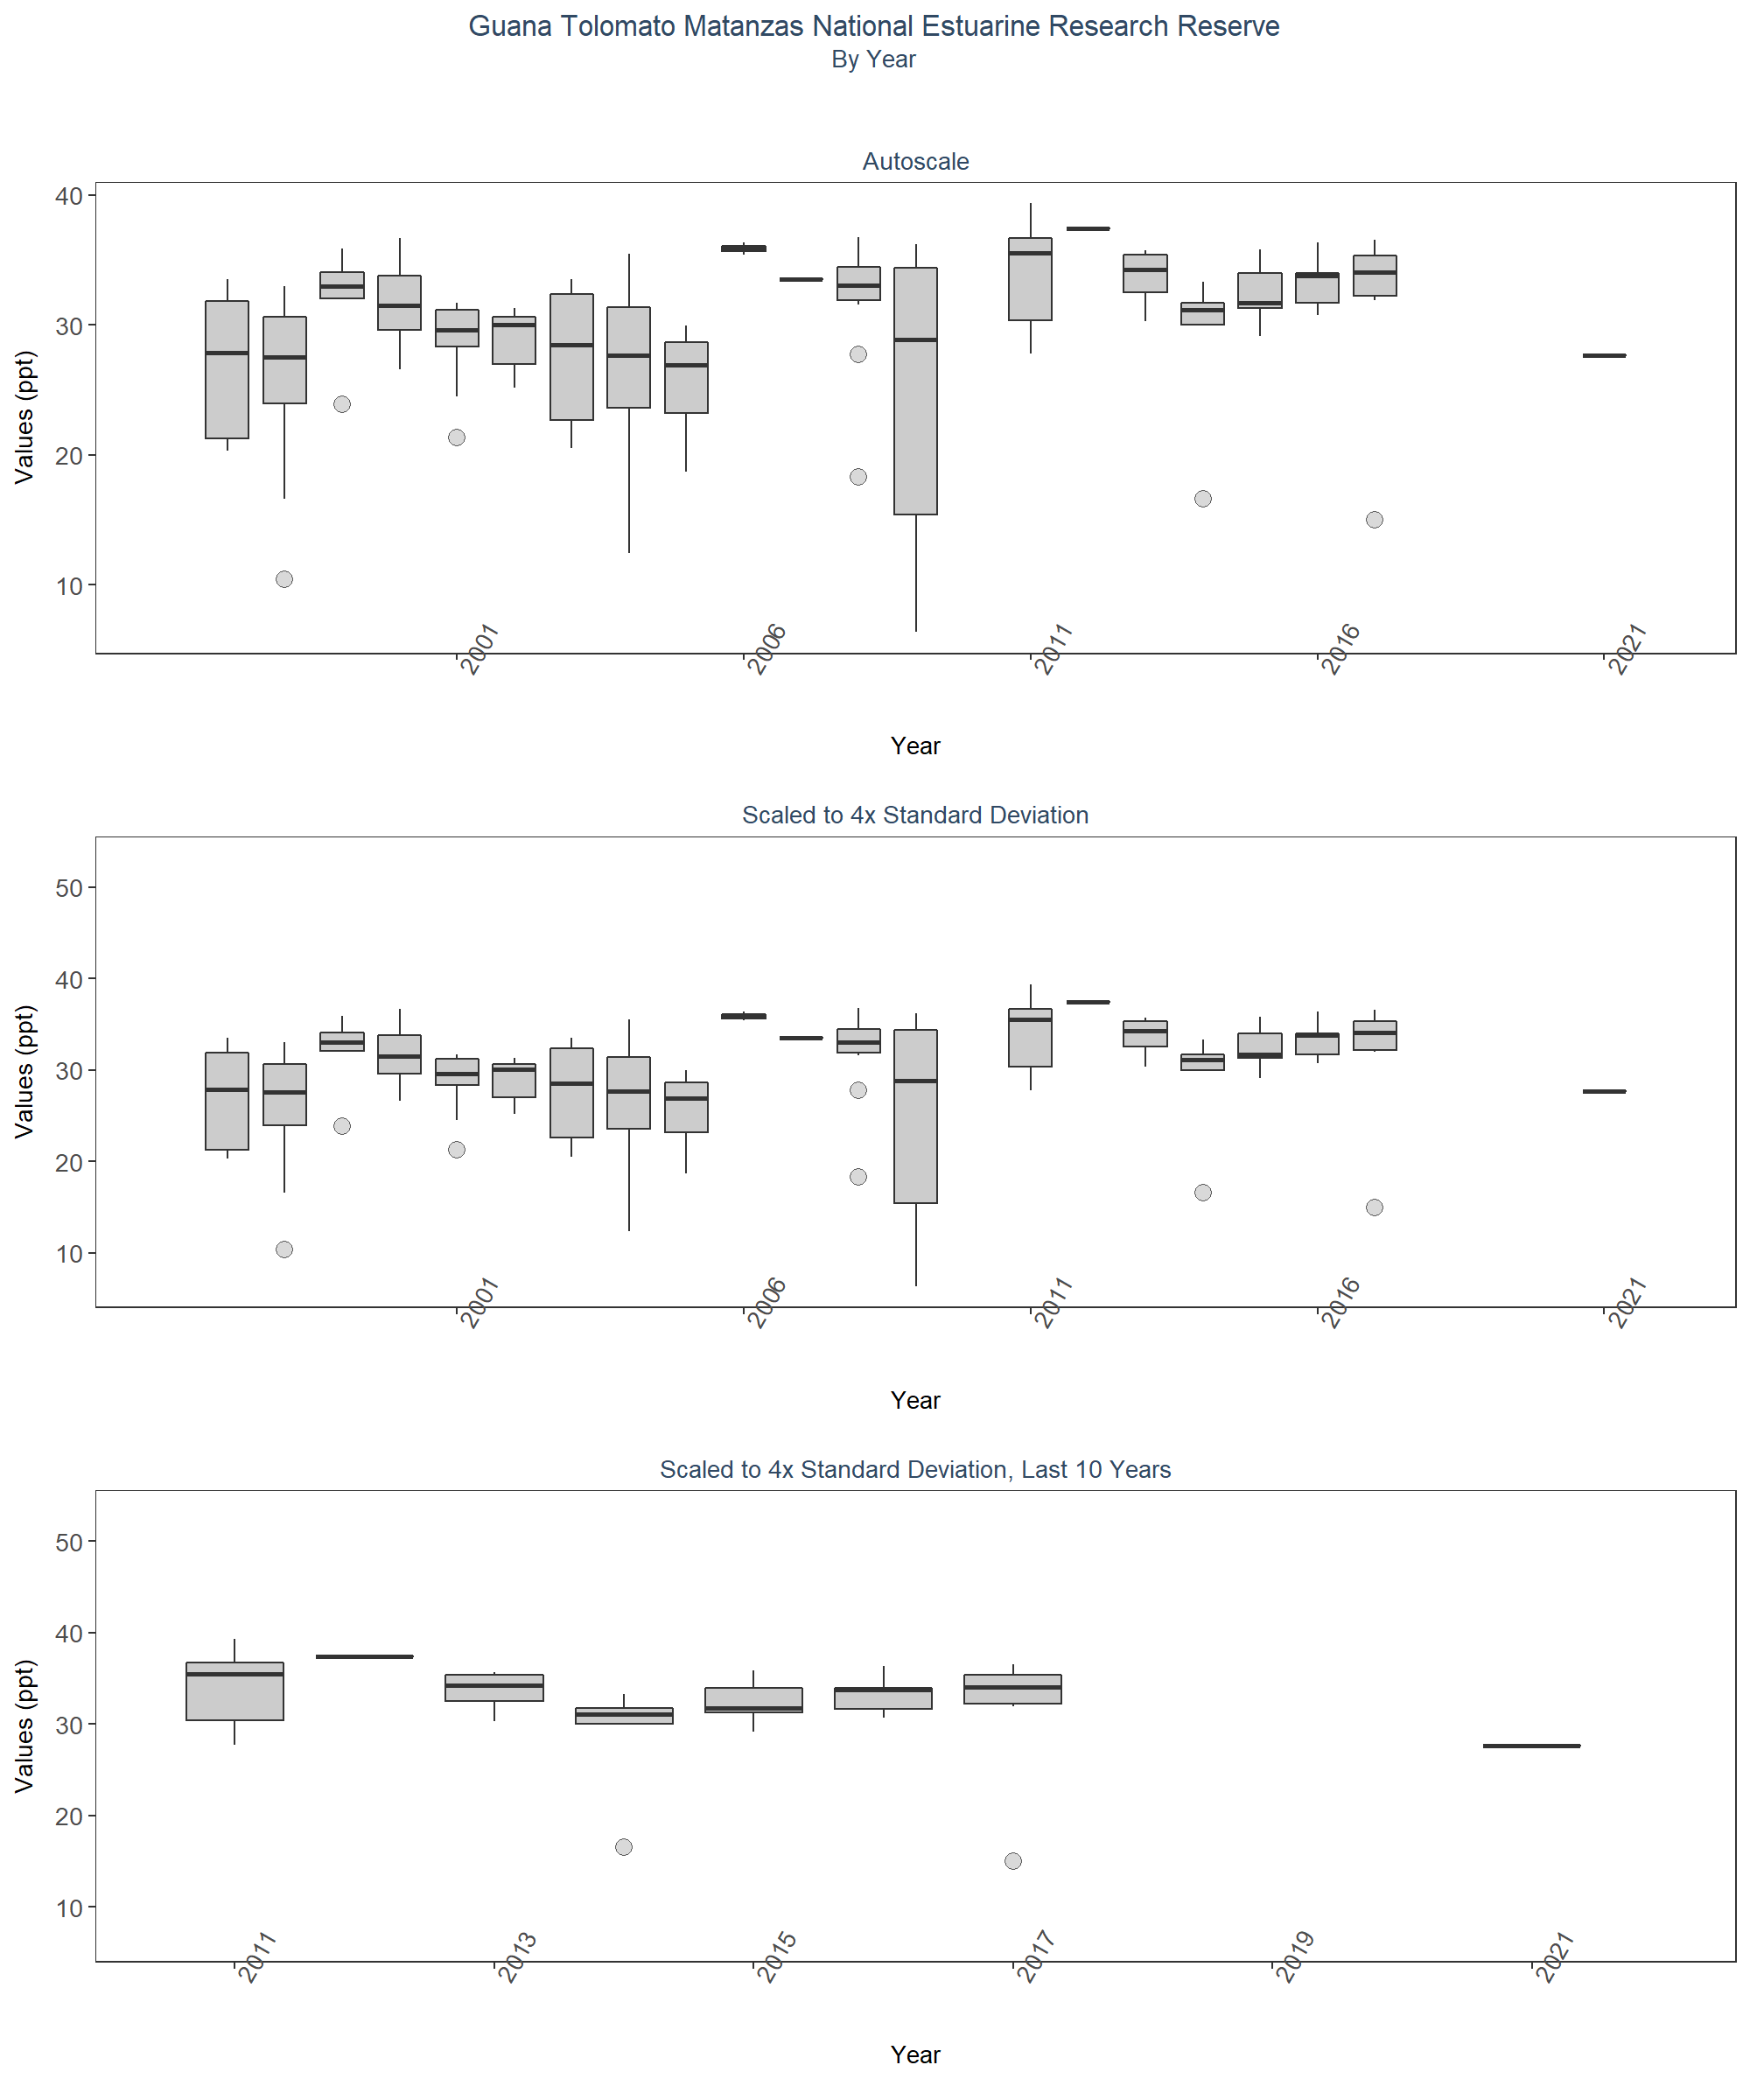 Guana Tolomato Matanzas National Estuarine Research Reserve
By Year
Autoscale
Values (ppt)
40
30
20
10
2001
2006
2011
2016
2021
Year
Scaled to 4x Standard Deviation
Values (ppt)
50
40
30
20
10
2001
2006
2011
2016
2021
Year
Scaled to 4x Standard Deviation, Last 10 Years
Values (ppt)
50
40
30
20
10
2011
2013
2015
2017
2019
2021
Year